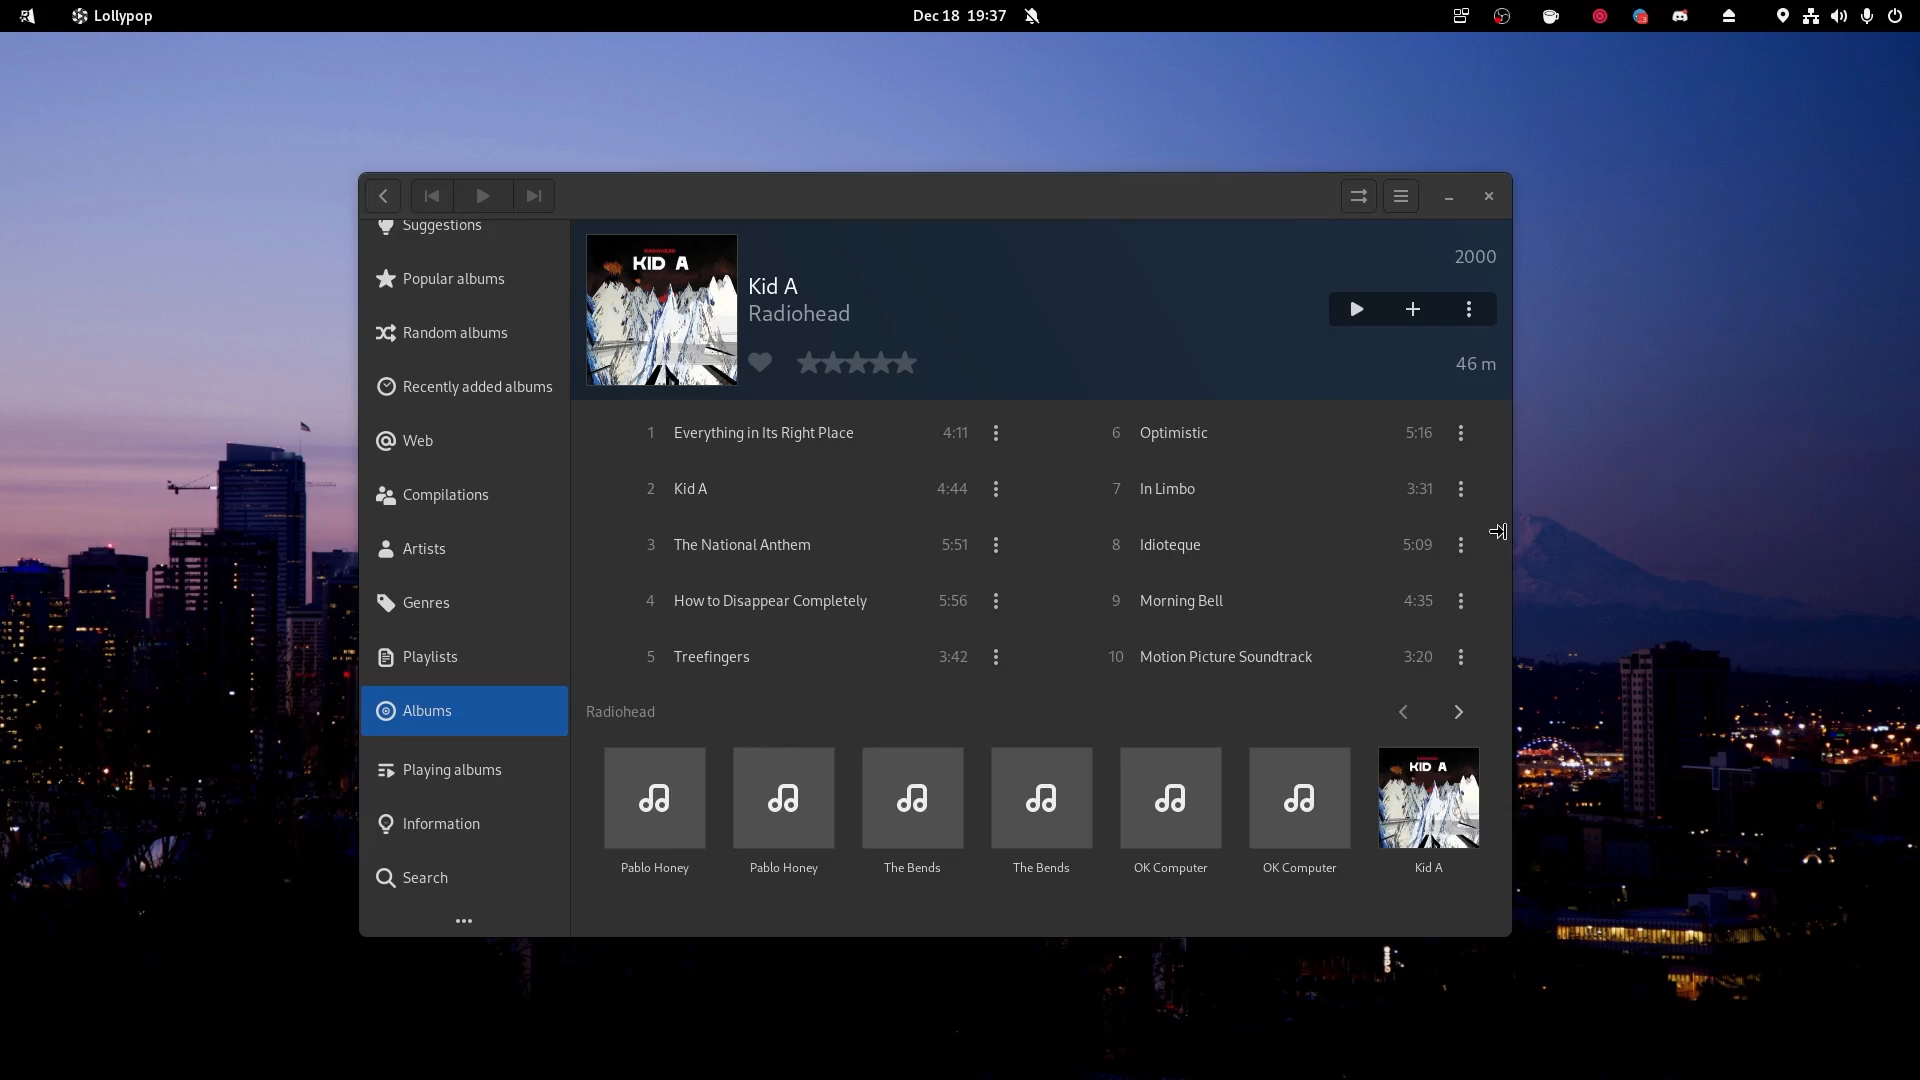 Lollypop
Dec 18 19:37
3
Suggestions
Popular albums
Random albums
Recently added albums
Web
Compilations
Artists
Genres
Playlists
Albums
Playing albums
Information
Search
RADIOHEAD
KID A
Kid A
Radiohead
2000
46 m
1 Everything in Its Right Place 4:11
2 Kid A 4:44
3 The National Anthem 5:51
4 How to Disappear Completely 5:56
5 Treefingers 3:42
6 Optimistic 5:16
7 In Limbo 3:31
8 Idioteque 5:09
9 Morning Bell 4:35
10 Motion Picture Soundtrack 3:20
Radiohead
KID A
Pablo Honey
Pablo Honey
The Bends
The Bends
OK Computer
OK Computer
Kid A